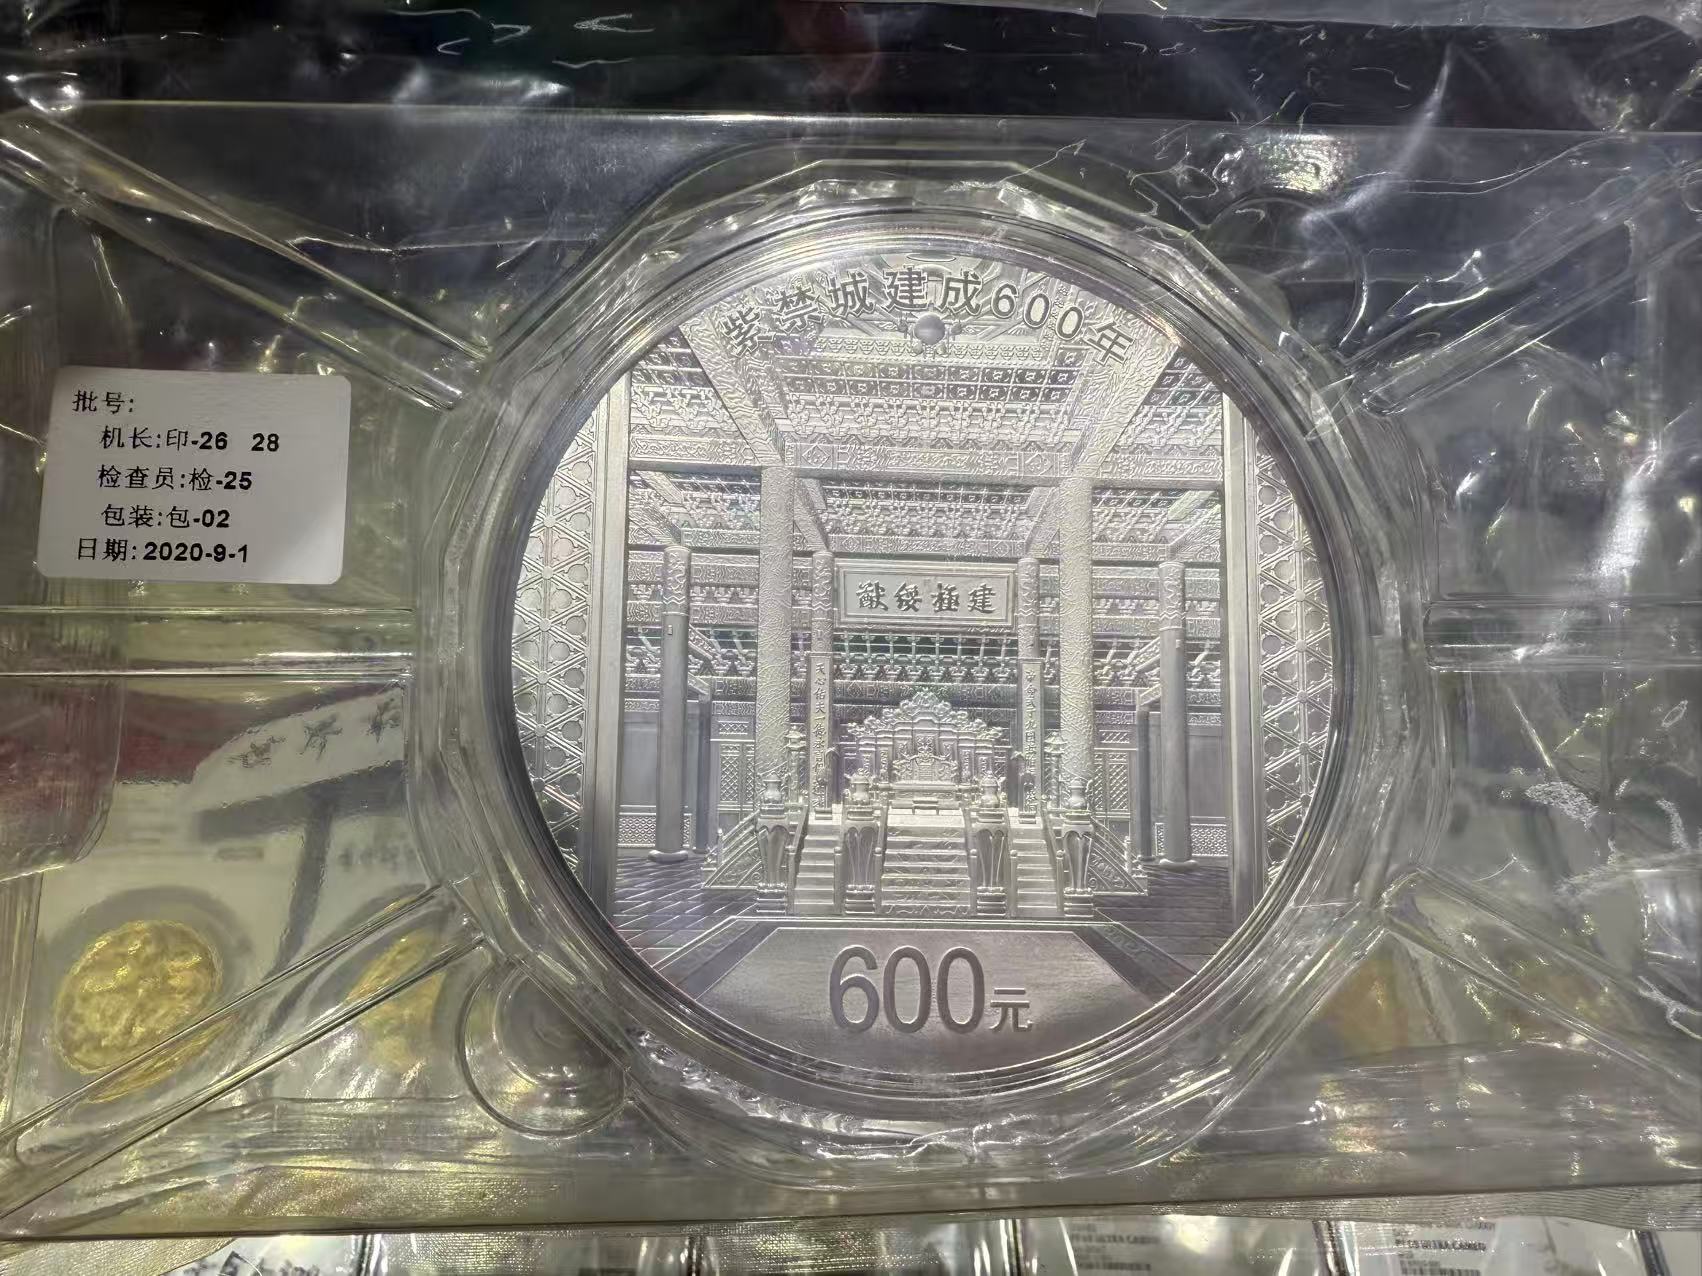 紫禁城建成600年
批号:
机长:印-26 28
检查员:检-25
包装:包-02
日期:2020-9-1
建極綏猷
600元